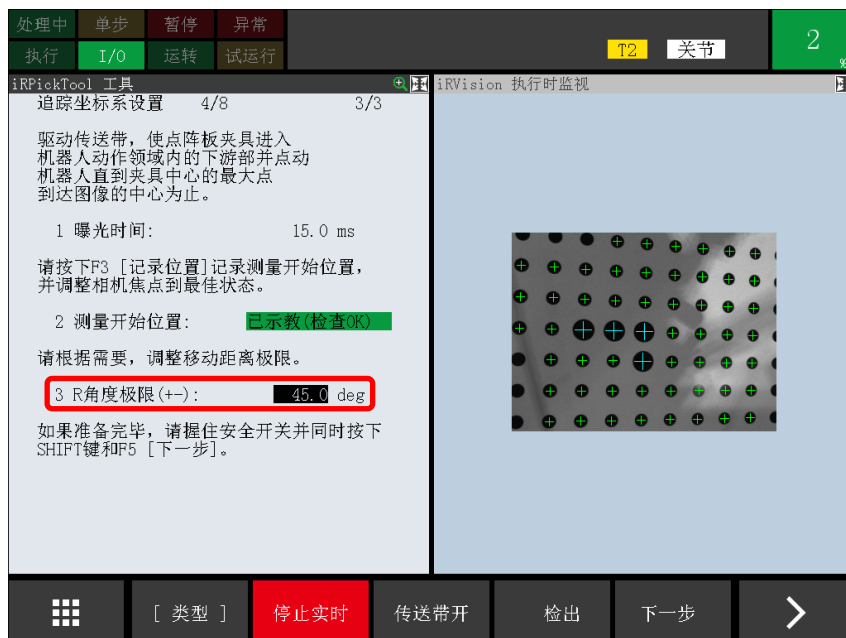 处理中 单步 暂停 异常
执行 I/O 运转 试运行
T2 关节
2
%
iRPickTool 工具
iRVision 执行时监视
追踪坐标系设置 4/8 3/3
驱动传送带，使点阵板夹具进入
机器人动作领域内的下游部并点动
机器人直到夹具中心的最大点
到达图像的中心为止。
1 曝光时间: 15.0 ms
请按下F3 [记录位置]记录测量开始位置，
并调整相机焦点到最佳状态。
2 测量开始位置: 已示教(检查OK)
请根据需要，调整移动距离极限。
3 R角度极限(+-): 45.0 deg
如果准备完毕，请握住安全开关并同时按下
SHIFT键和F5 [下一步]。
[ 类型 ] 停止实时 传送带开 检出 下一步